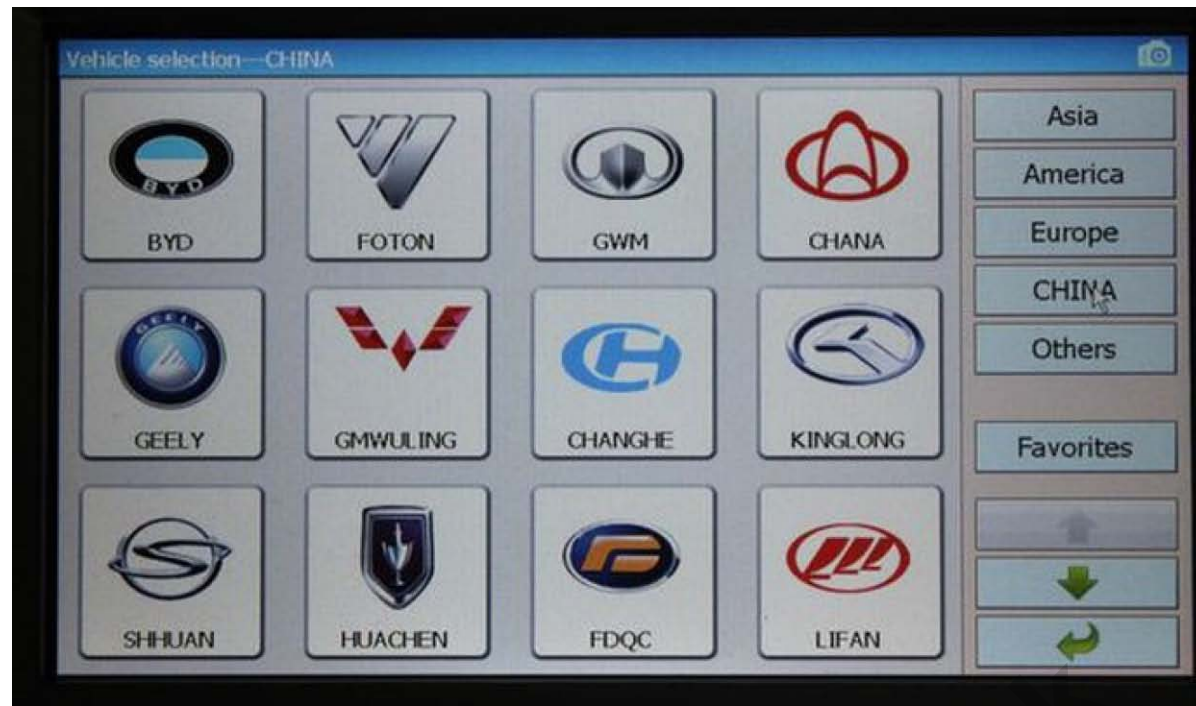 Vehicle selection---CHINA
BYD
BYD
FOTON
GWM
CHANA
GEELY
GEELY
GMWULING
CHANGHE
KINGLONG
SHHUAN
HUACHEN
FDQC
LIFAN
Asia
America
Europe
CHINA
Others
Favorites